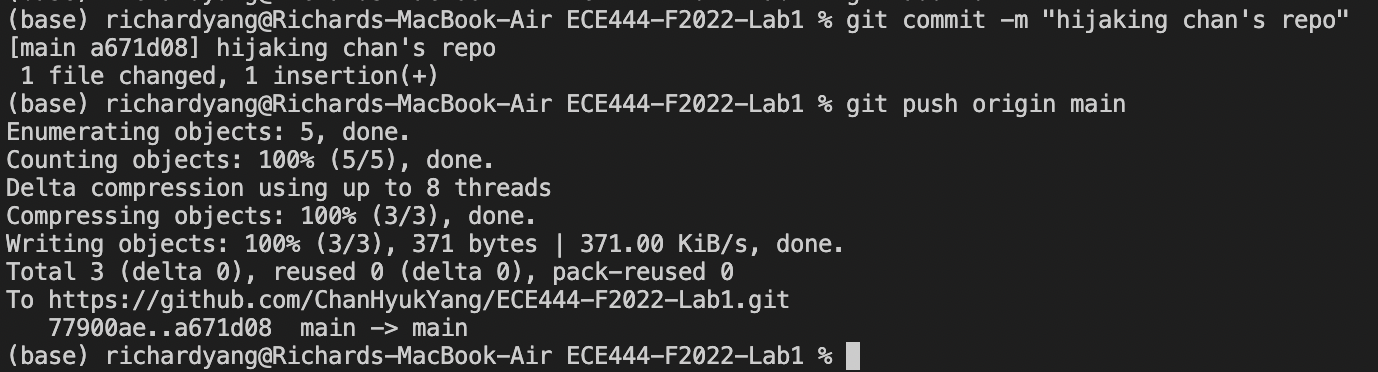 (base) richardyang@Richards-MacBook-Air ECE444-F2022-Lab1 % git commit -m "hijaking chan's repo"
[main a671d08] hijaking chan's repo
 1 file changed, 1 insertion(+)
(base) richardyang@Richards-MacBook-Air ECE444-F2022-Lab1 % git push origin main
Enumerating objects: 5, done.
Counting objects: 100% (5/5), done.
Delta compression using up to 8 threads
Compressing objects: 100% (3/3), done.
Writing objects: 100% (3/3), 371 bytes | 371.00 KiB/s, done.
Total 3 (delta 0), reused 0 (delta 0), pack-reused 0
To https://github.com/ChanHyukYang/ECE444-F2022-Lab1.git
   77900ae..a671d08  main -> main
(base) richardyang@Richards-MacBook-Air ECE444-F2022-Lab1 %